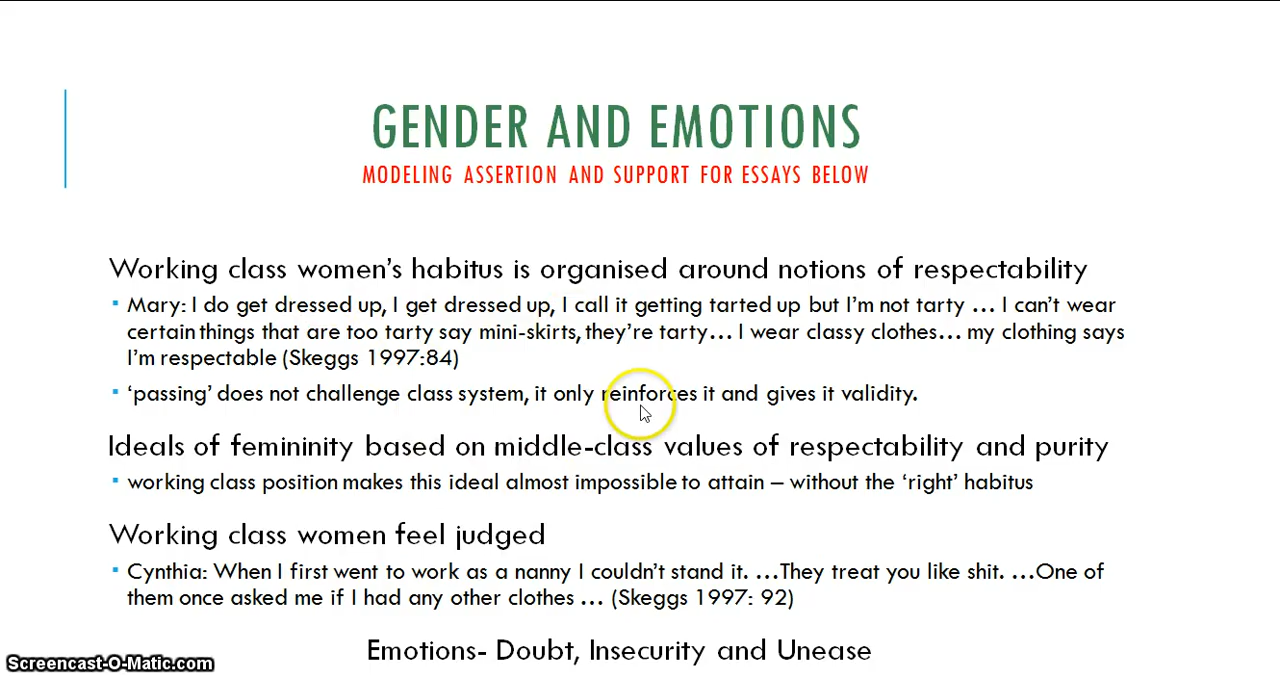 GENDER AND EMOTIONS
MODELING ASSERTION AND SUPPORT FOR ESSAYS BELOW
Working class women's habitus is organised around notions of respectability
Mary: I do get dressed up, I get dressed up, I call it getting tarted up but I'm not tarty … I can't wear
certain things that are too tarty say mini-skirts, they're tarty… I wear classy clothes… my clothing says
I'm respectable (Skeggs 1997:84)
'passing' does not challenge class system, it only reinforces it and gives it validity.
Ideals of femininity based on middle-class values of respectability and purity
working class position makes this ideal almost impossible to attain – without the 'right' habitus
Working class women feel judged
Cynthia: When I first went to work as a nanny I couldn't stand it. …They treat you like shit. …One of
them once asked me if I had any other clothes … (Skeggs 1997: 92)
Emotions- Doubt, Insecurity and Unease
Screencast-O-Matic.com